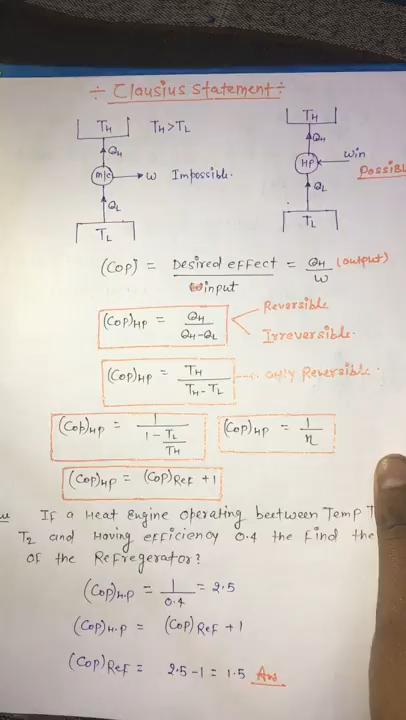 ÷ Clausius statement ÷
TH TH>TL TH
QH QH
m/c W Impossible. HP Win Possibl
QL QL
TL TL
(COP) = Desired effect / Winput = QH / W (output)
(COP)HP = QH / QH-QL Reversible Irreversible.
(COP)HP = TH / TH-TL only Reversible.
(COP)HP = 1 / 1 - TL/TH (COP)HP = 1/η
(COP)HP = (COP)Ref +1
If a Heat Engine operating beetween Temp T
T2 and Having efficiency 0.4 the find the
of the Refregerator?
(COP)H.P = 1 / 0.4 = 2.5
(COP)H.P = (COP)Ref + 1
(COP)Ref = 2.5 - 1 = 1.5 Ans